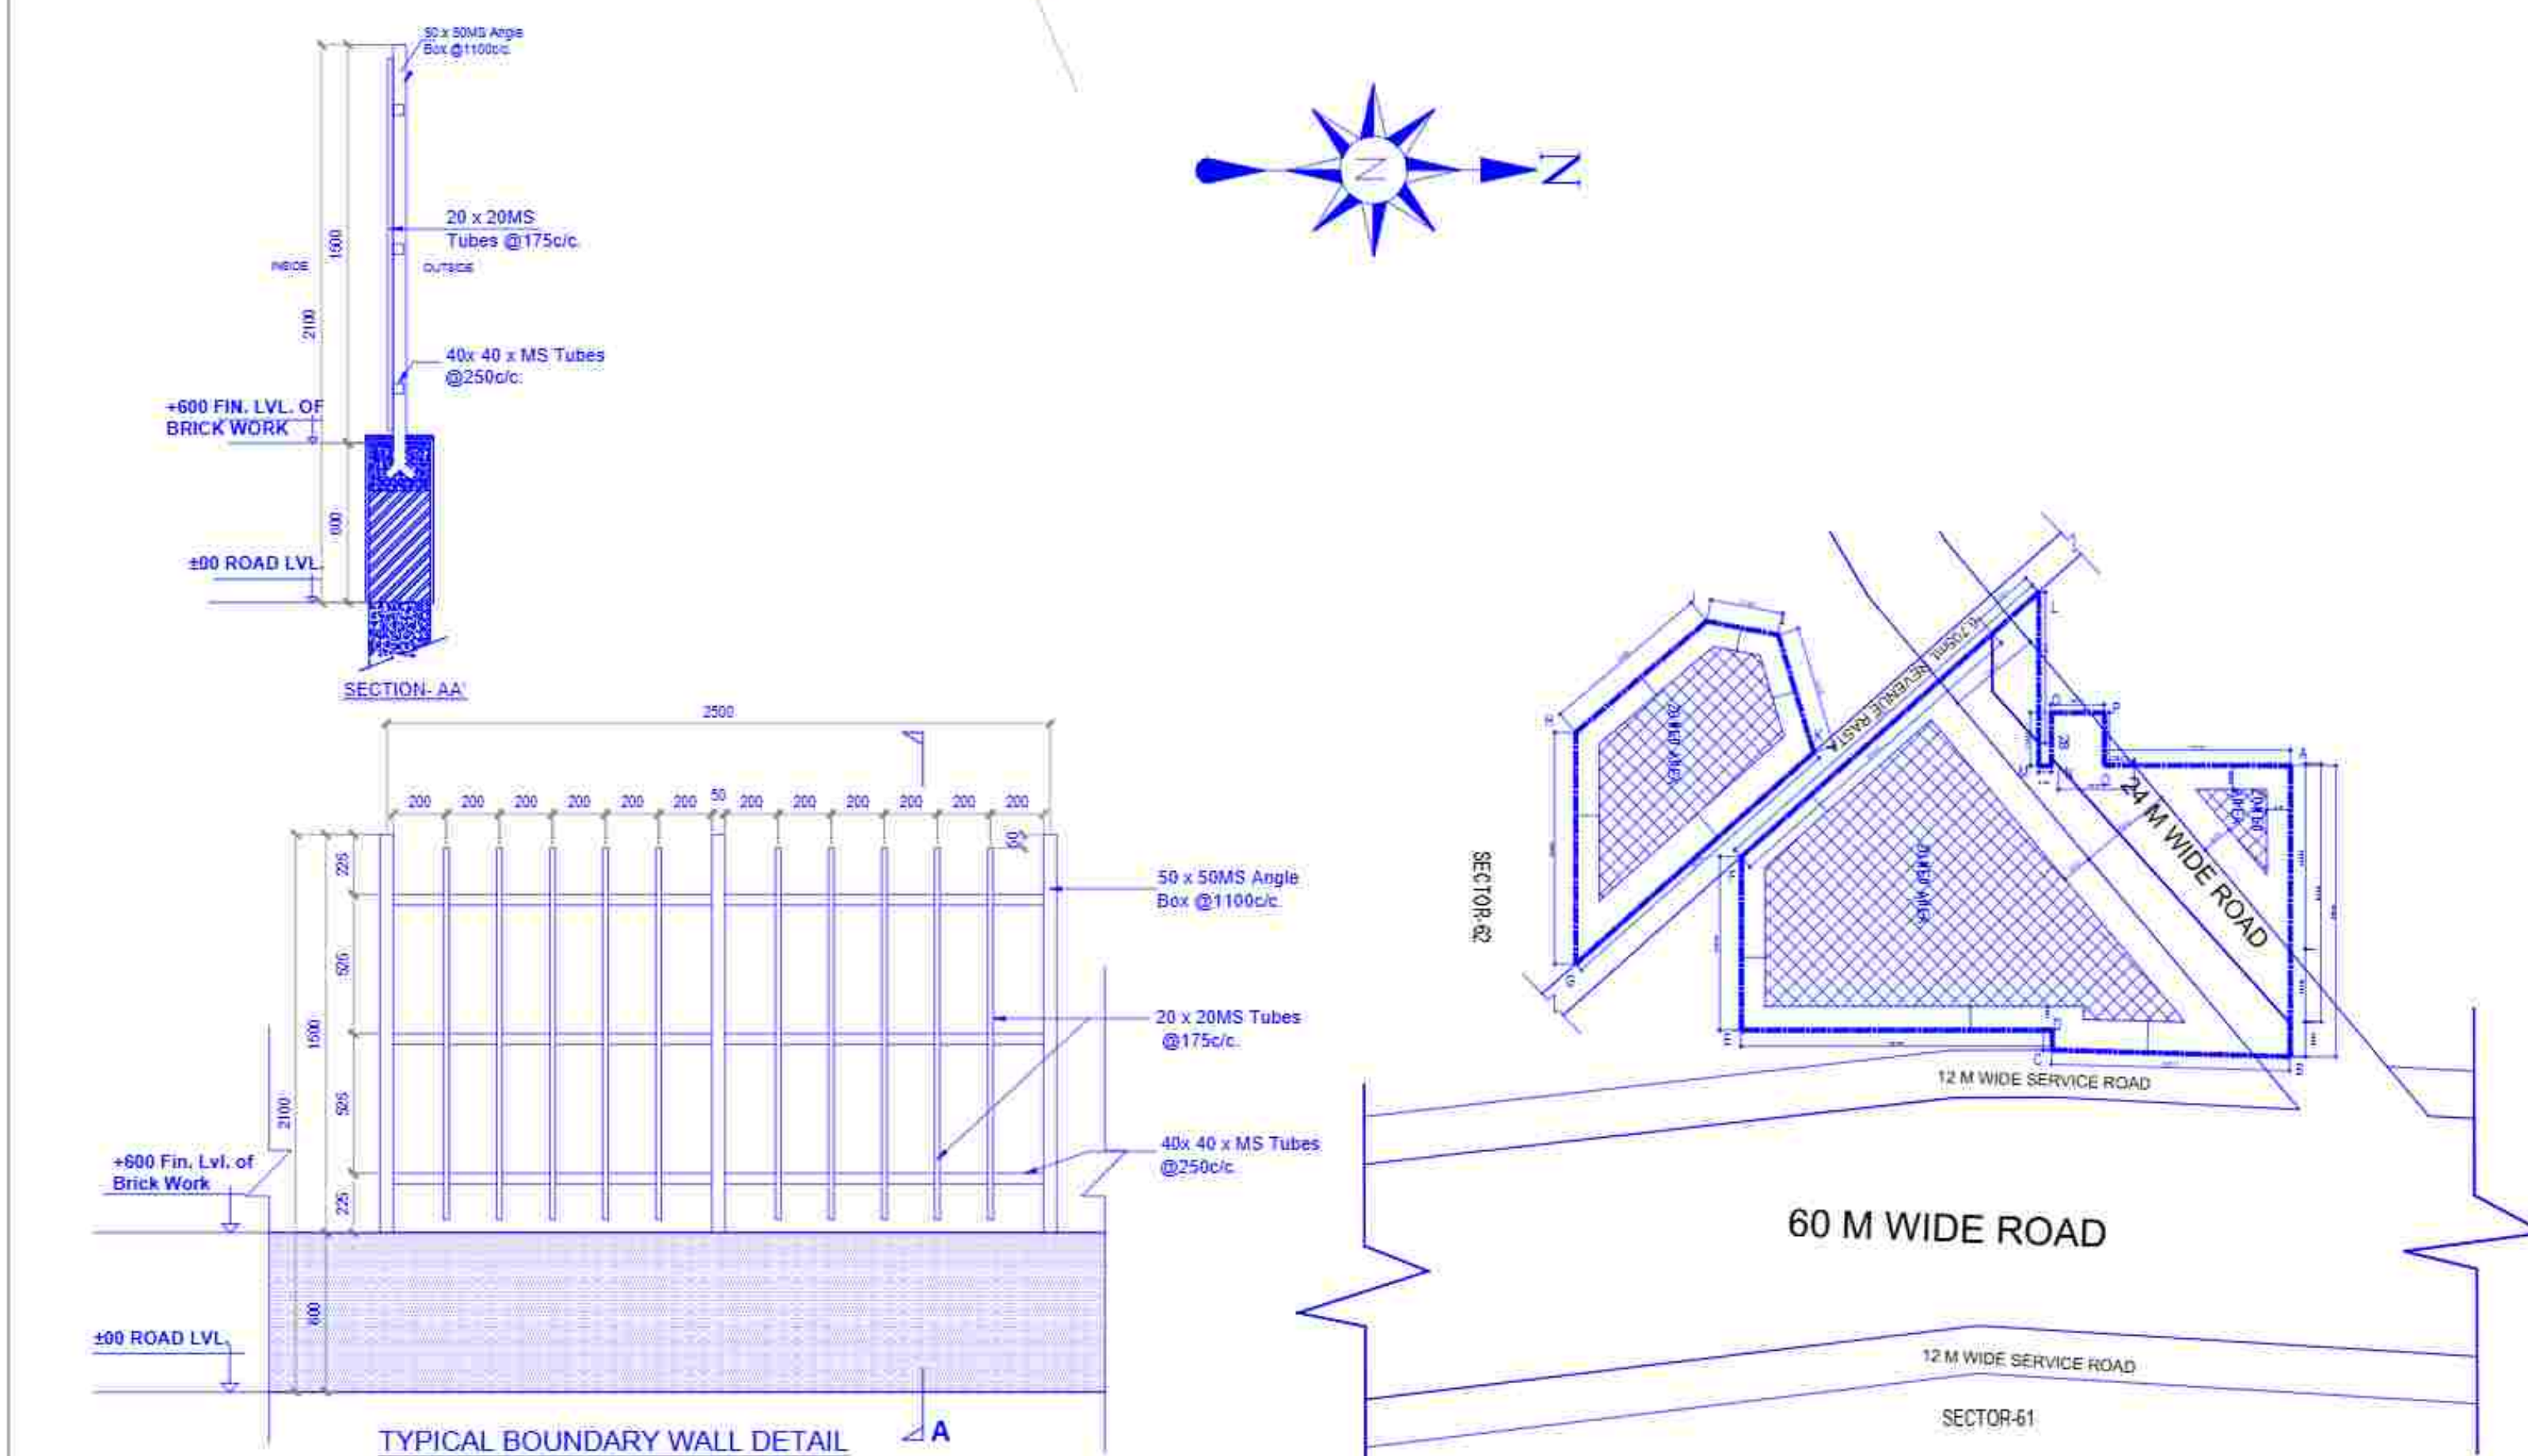 50 x 50MS Angle
Box @1100c/c.
20 x 20MS
Tubes @175c/c.
INSIDE
OUTSIDE
1500
2100
40x 40 x MS Tubes
@250c/c.
+600 FIN. LVL. OF
BRICK WORK
600
±00 ROAD LVL.
SECTION- AA'
N
N
2500
200 200 200 200 200 200 50 200 200 200 200 200 200
50
225
525
525
225
1500
2100
600
50 x 50MS Angle
Box @1100c/c.
20 x 20MS Tubes
@175c/c.
40x 40 x MS Tubes
@250c/c.
+600 Fin. Lvl. of
Brick Work
±00 ROAD LVL.
A
TYPICAL BOUNDARY WALL DETAIL
SECTOR-62
REVENUE RASTA
L
P
A
G
E
C
B
24 M WIDE ROAD
12 M WIDE SERVICE ROAD
60 M WIDE ROAD
12 M WIDE SERVICE ROAD
SECTOR-61